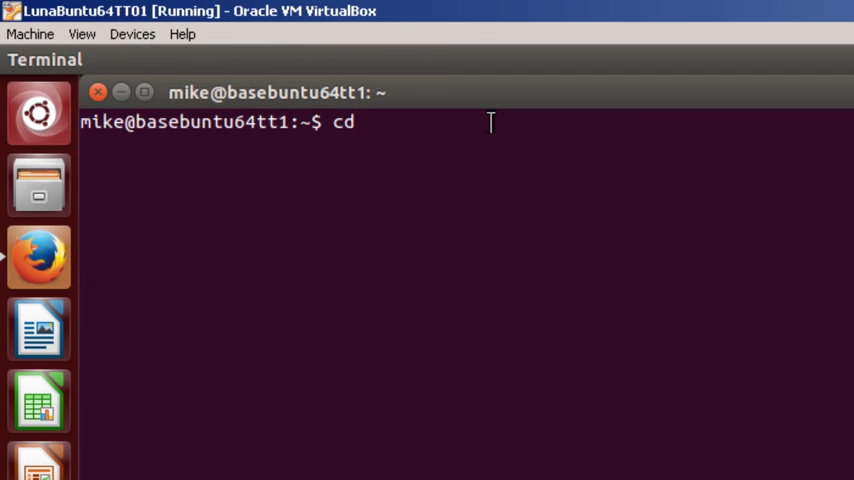 LunaBuntu64TT01 [Running] - Oracle VM VirtualBox
Machine View Devices Help
Terminal
mike@basebuntu64tt1: ~
mike@basebuntu64tt1:~$ cd